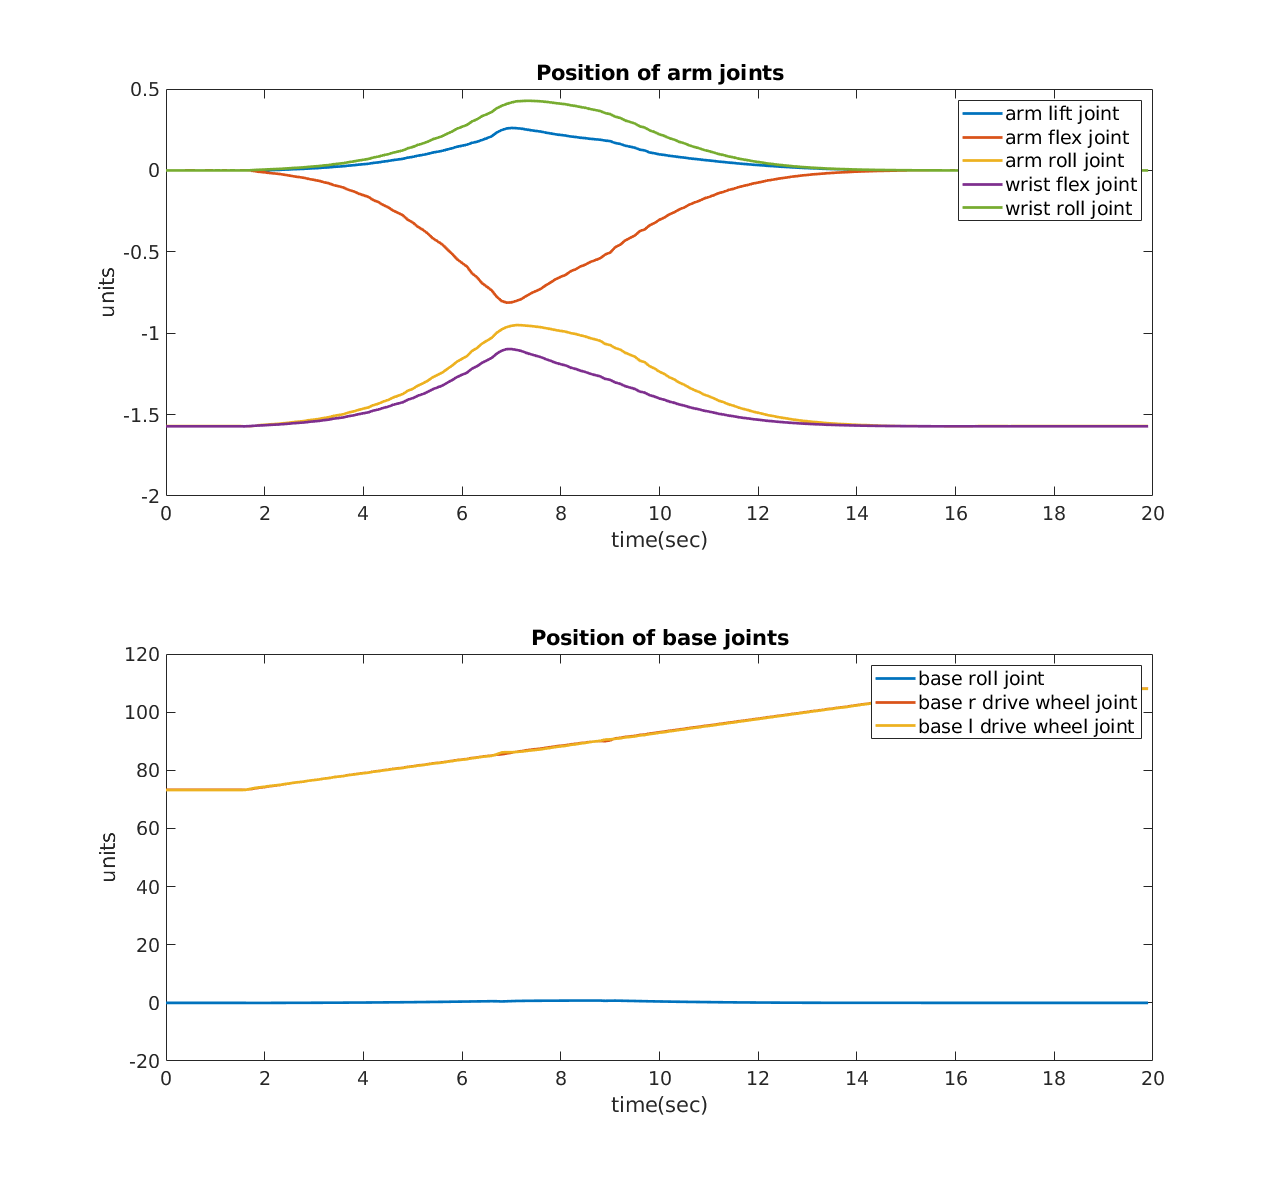 Position of arm joints
0.5
0
-0.5
-1
-1.5
-2
units
arm lift joint
arm flex joint
arm roll joint
wrist flex joint
wrist roll joint
0 2 4 6 8 10 12 14 16 18 20
time(sec)
Position of base joints
120
100
80
60
40
20
0
-20
units
base roll joint
base r drive wheel joint
base l drive wheel joint
0 2 4 6 8 10 12 14 16 18 20
time(sec)